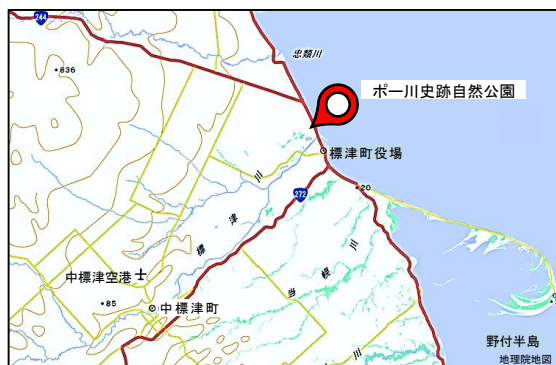 244
忠類川
836
ポー川史跡自然公園
標津町役場
川
272
20
津
標
当幌川
中標津空港
85
中標津町
川
野付半島
地理院地図